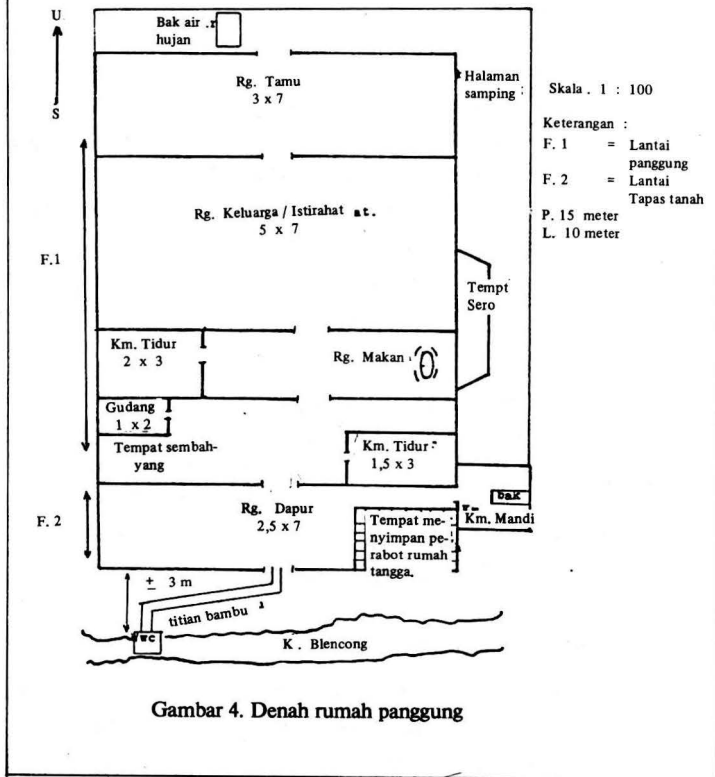 U
S
Bak air
hujan
Rg. Tamu
3 x 7
Halaman
samping :
Skala . 1 : 100
Keterangan :
F. 1 = Lantai
panggung
F. 2 = Lantai
Tapas tanah
P. 15 meter
L. 10 meter
F.1
Rg. Keluarga / Istirahat at.
5 x 7
Tempt
Sero
Km. Tidur
2 x 3
Rg. Makan
Gudang
1 x 2
Tempat sembah-
yang
Km. Tidur
1,5 x 3
F. 2
Rg. Dapur
2,5 x 7
Tempat me-
nyimpan pe-
rabot rumah
tangga.
bak
Km. Mandi
± 3 m
titian bambu
WC
K . Blencong
Gambar 4. Denah rumah panggung